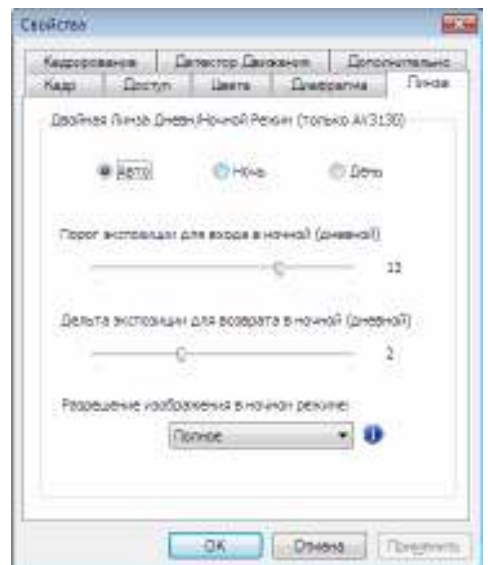 Свойства
Кадрирование Детектор Движения Дополнительно
Кадр Доступ Цвета Диафрагма Линза
Двойная Линза Дневн/Ночной Режим (только AV3130)
Авто Ночь День
Порог экспозиции для входа в ночной (дневной)
13
Дельта экспозиции для возврата в ночной (дневной)
2
Разрешение изображения в ночном режиме:
Полное
OK Отмена Применить